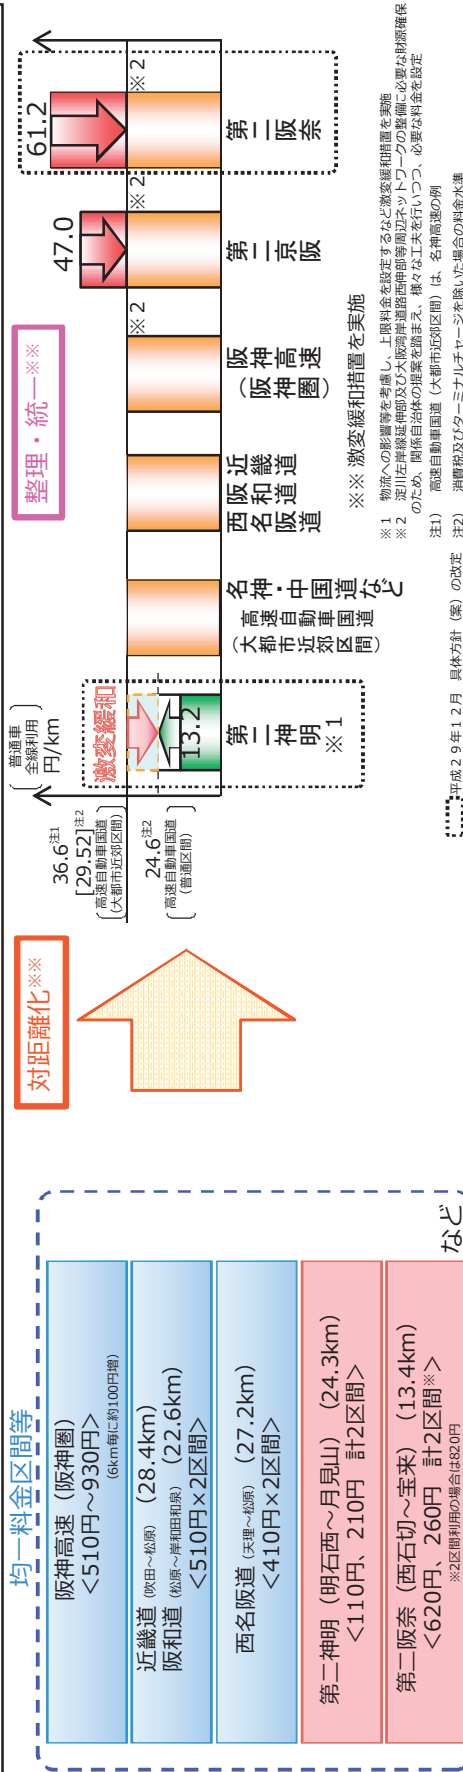 均一料金区間等
阪神高速（阪神圏）
＜510円～930円＞
（6km毎に約100円増）
近畿道（吹田～松原）（28.4km）
阪和道（松原～岸和田和泉）（22.6km）
＜510円×2区間＞
西名阪道（天理～松原）（27.2km）
＜410円×2区間＞
第二神明（明石西～月見山）（24.3km）
＜110円、210円　計2区間＞
第二阪奈（西石切～宝来）（13.4km）
＜620円、260円　計2区間※＞
※2区間利用の場合は820円
など
対距離化※※
整理・統一※※
普通車
全線利用
円/km
36.6注1
[29.52]注2
高速自動車国道
（大都市近郊区間）
24.6注2
高速自動車国道
（普通区間）
激変緩和
13.2
第二神明
※1
名神・中国道など
高速自動車国道
（大都市近郊区間）
近畿道
阪和道
西名阪道
※2
阪神高速
（阪神圏）
47.0
※2
第二京阪
61.2
※2
第二阪奈
※※ 激変緩和措置を実施
※1　物流への影響等を考慮し、上限料金を設定するなど激変緩和措置を実施
※2　淀川左岸線延伸部及び大阪湾岸道路西伸部等周辺ネットワークの整備に必要な財源確保
のため、関係自治体の提案を踏まえ、様々な工夫を行いつつ、必要な料金を設定
注1）　高速自動車国道（大都市近郊区間）は、名神高速の例
注2）　消費税及びターミナルチャージを除いた場合の料金水準
平成２９年１２月　具体方針（案）の改定